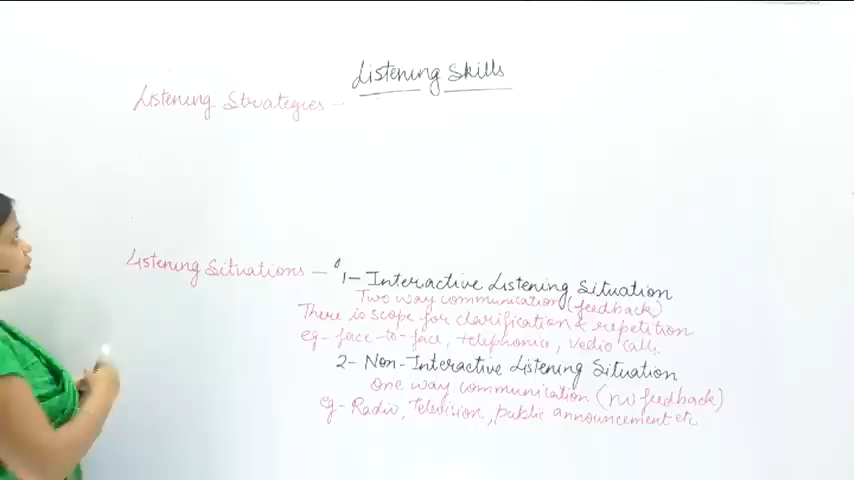 Listening Skills
Listening Strategies -
Listening Situations -
1- Interactive Listening Situation
Two way communication (feedback)
There is scope for clarification & repetition
eg- face-to-face, telephonic, vedio call,
2- Non-Interactive Listening Situation
One way communication (no feedback)
eg- Radio, Television, public announcement etc